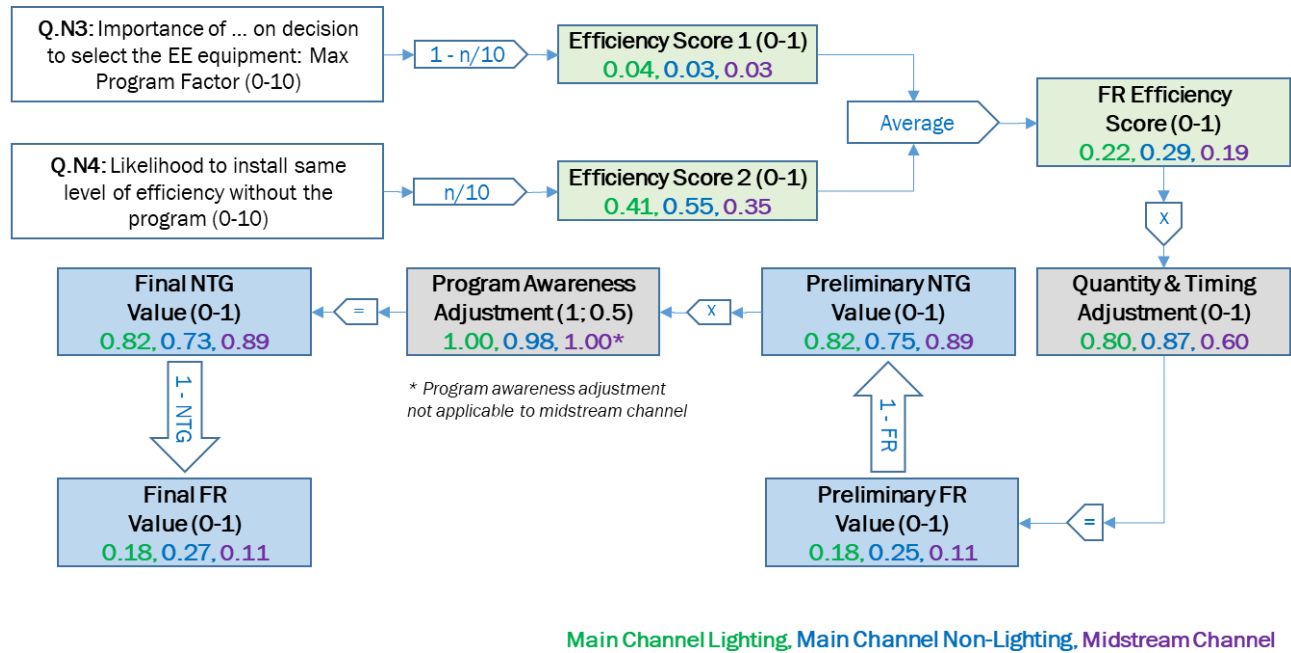 Q.N3: Importance of ... on decision
to select the EE equipment: Max
Program Factor (0-10)
1 - n/10
Efficiency Score 1 (0-1)
0.04, 0.03, 0.03
Average
FR Efficiency
Score (0-1)
0.22, 0.29, 0.19
Q.N4: Likelihood to install same
level of efficiency without the
program (0-10)
n/10
Efficiency Score 2 (0-1)
0.41, 0.55, 0.35
x
Final NTG
Value (0-1)
0.82, 0.73, 0.89
=
Program Awareness
Adjustment (1; 0.5)
1.00, 0.98, 1.00*
x
Preliminary NTG
Value (0-1)
0.82, 0.75, 0.89
Quantity & Timing
Adjustment (0-1)
0.80, 0.87, 0.60
* Program awareness adjustment
not applicable to midstream channel
1 - NTG
1 - FR
Final FR
Value (0-1)
0.18, 0.27, 0.11
Preliminary FR
Value (0-1)
0.18, 0.25, 0.11
=
Main Channel Lighting, Main Channel Non-Lighting, Midstream Channel